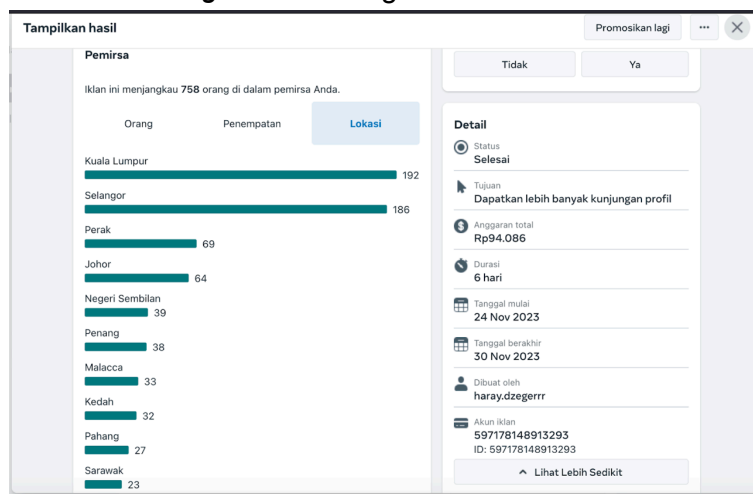 Tampilkan hasil
Promosikan lagi
Pemirsa
Iklan ini menjangkau 758 orang di dalam pemirsa Anda.
Orang Penempatan Lokasi
Kuala Lumpur
192
Selangor
186
Perak
69
Johor
64
Negeri Sembilan
39
Penang
38
Malacca
33
Kedah
32
Pahang
27
Sarawak
23
Tidak Ya
Detail
Status
Selesai
Tujuan
Dapatkan lebih banyak kunjungan profil
Anggaran total
Rp94.086
Durasi
6 hari
Tanggal mulai
24 Nov 2023
Tanggal berakhir
30 Nov 2023
Dibuat oleh
haray.dzegerrr
Akun iklan
597178148913293
ID: 597178148913293
Lihat Lebih Sedikit